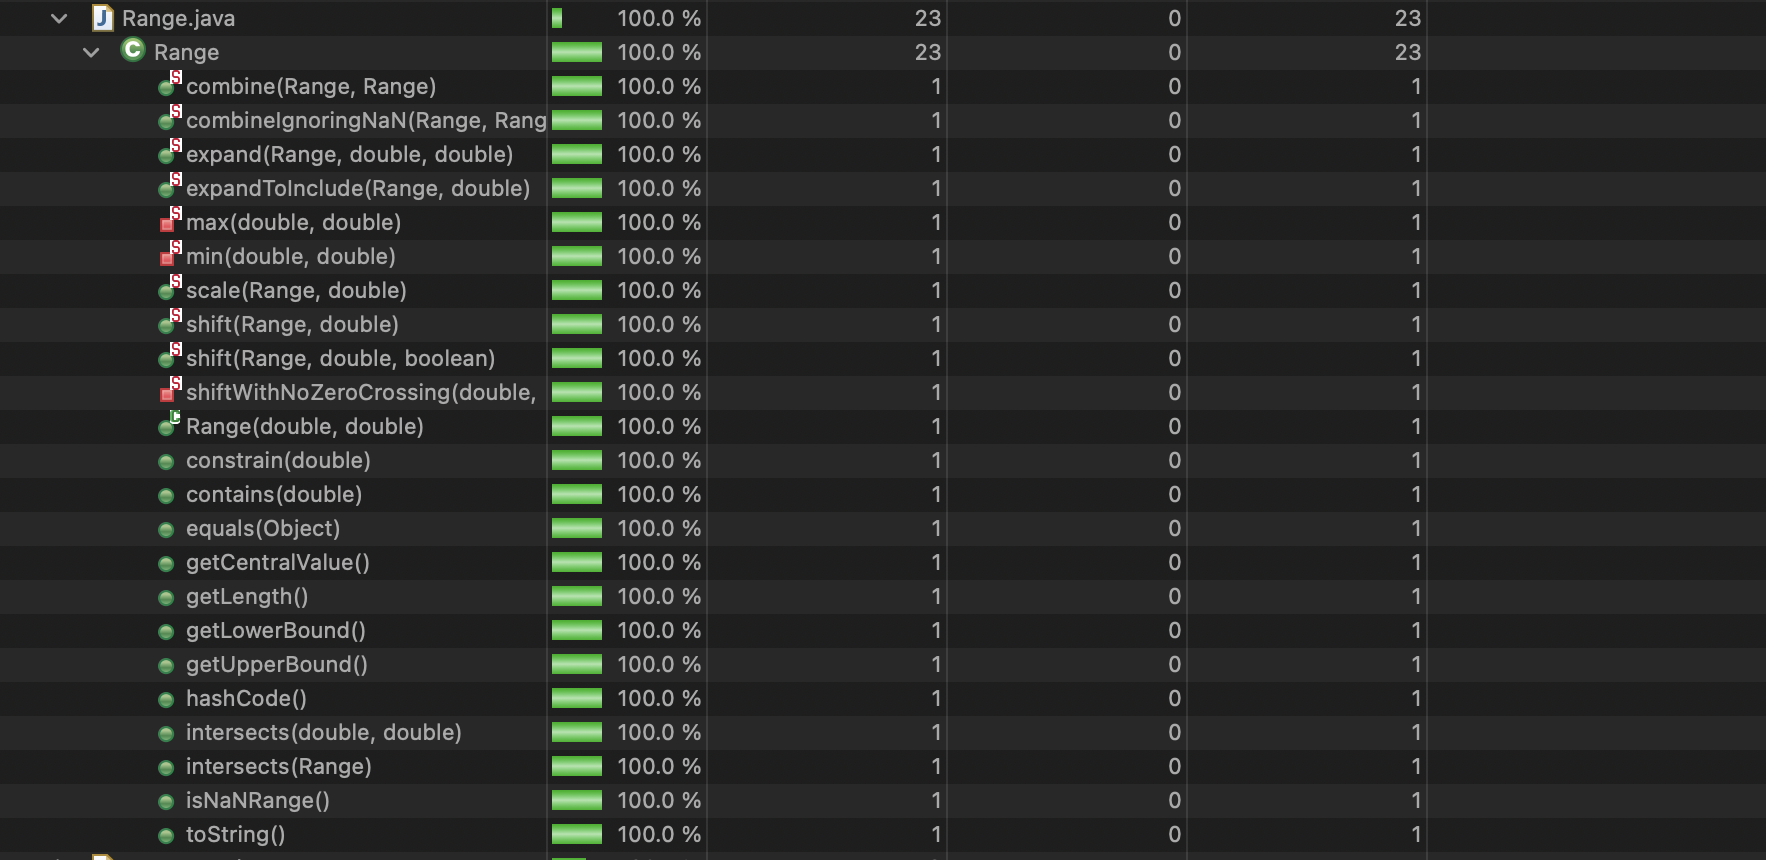 Range.java 100.0 % 23 0 23
Range 100.0 % 23 0 23
combine(Range, Range) 100.0 % 1 0 1
combineIgnoringNaN(Range, Rang 100.0 % 1 0 1
expand(Range, double, double) 100.0 % 1 0 1
expandToInclude(Range, double) 100.0 % 1 0 1
max(double, double) 100.0 % 1 0 1
min(double, double) 100.0 % 1 0 1
scale(Range, double) 100.0 % 1 0 1
shift(Range, double) 100.0 % 1 0 1
shift(Range, double, boolean) 100.0 % 1 0 1
shiftWithNoZeroCrossing(double, 100.0 % 1 0 1
Range(double, double) 100.0 % 1 0 1
constrain(double) 100.0 % 1 0 1
contains(double) 100.0 % 1 0 1
equals(Object) 100.0 % 1 0 1
getCentralValue() 100.0 % 1 0 1
getLength() 100.0 % 1 0 1
getLowerBound() 100.0 % 1 0 1
getUpperBound() 100.0 % 1 0 1
hashCode() 100.0 % 1 0 1
intersects(double, double) 100.0 % 1 0 1
intersects(Range) 100.0 % 1 0 1
isNaNRange() 100.0 % 1 0 1
toString() 100.0 % 1 0 1